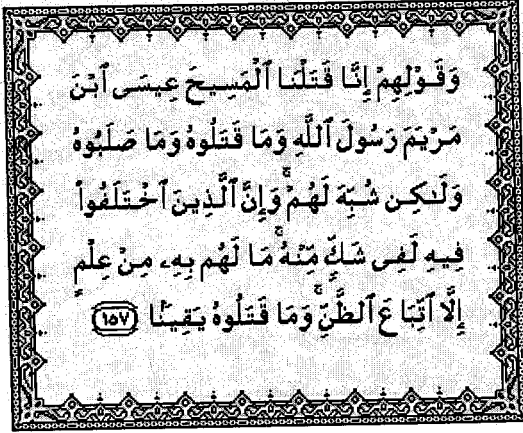 وَقَوْلِهِمْ إِنَّا قَتَلْنَا ٱلْمَسِيحَ عِيسَى ٱبْنَ
مَرْيَمَ رَسُولَ ٱللَّهِ وَمَا قَتَلُوهُ وَمَا صَلَبُوهُ
وَلَـٰكِن شُبِّهَ لَهُمْ ۚ وَإِنَّ ٱلَّذِينَ ٱخْتَلَفُوا۟
فِيهِ لَفِى شَكٍّ مِّنْهُ ۚ مَا لَهُم بِهِۦ مِنْ عِلْمٍ
إِلَّا ٱتِّبَاعَ ٱلظَّنِّ ۚ وَمَا قَتَلُوهُ يَقِينًۢا ١٥٧